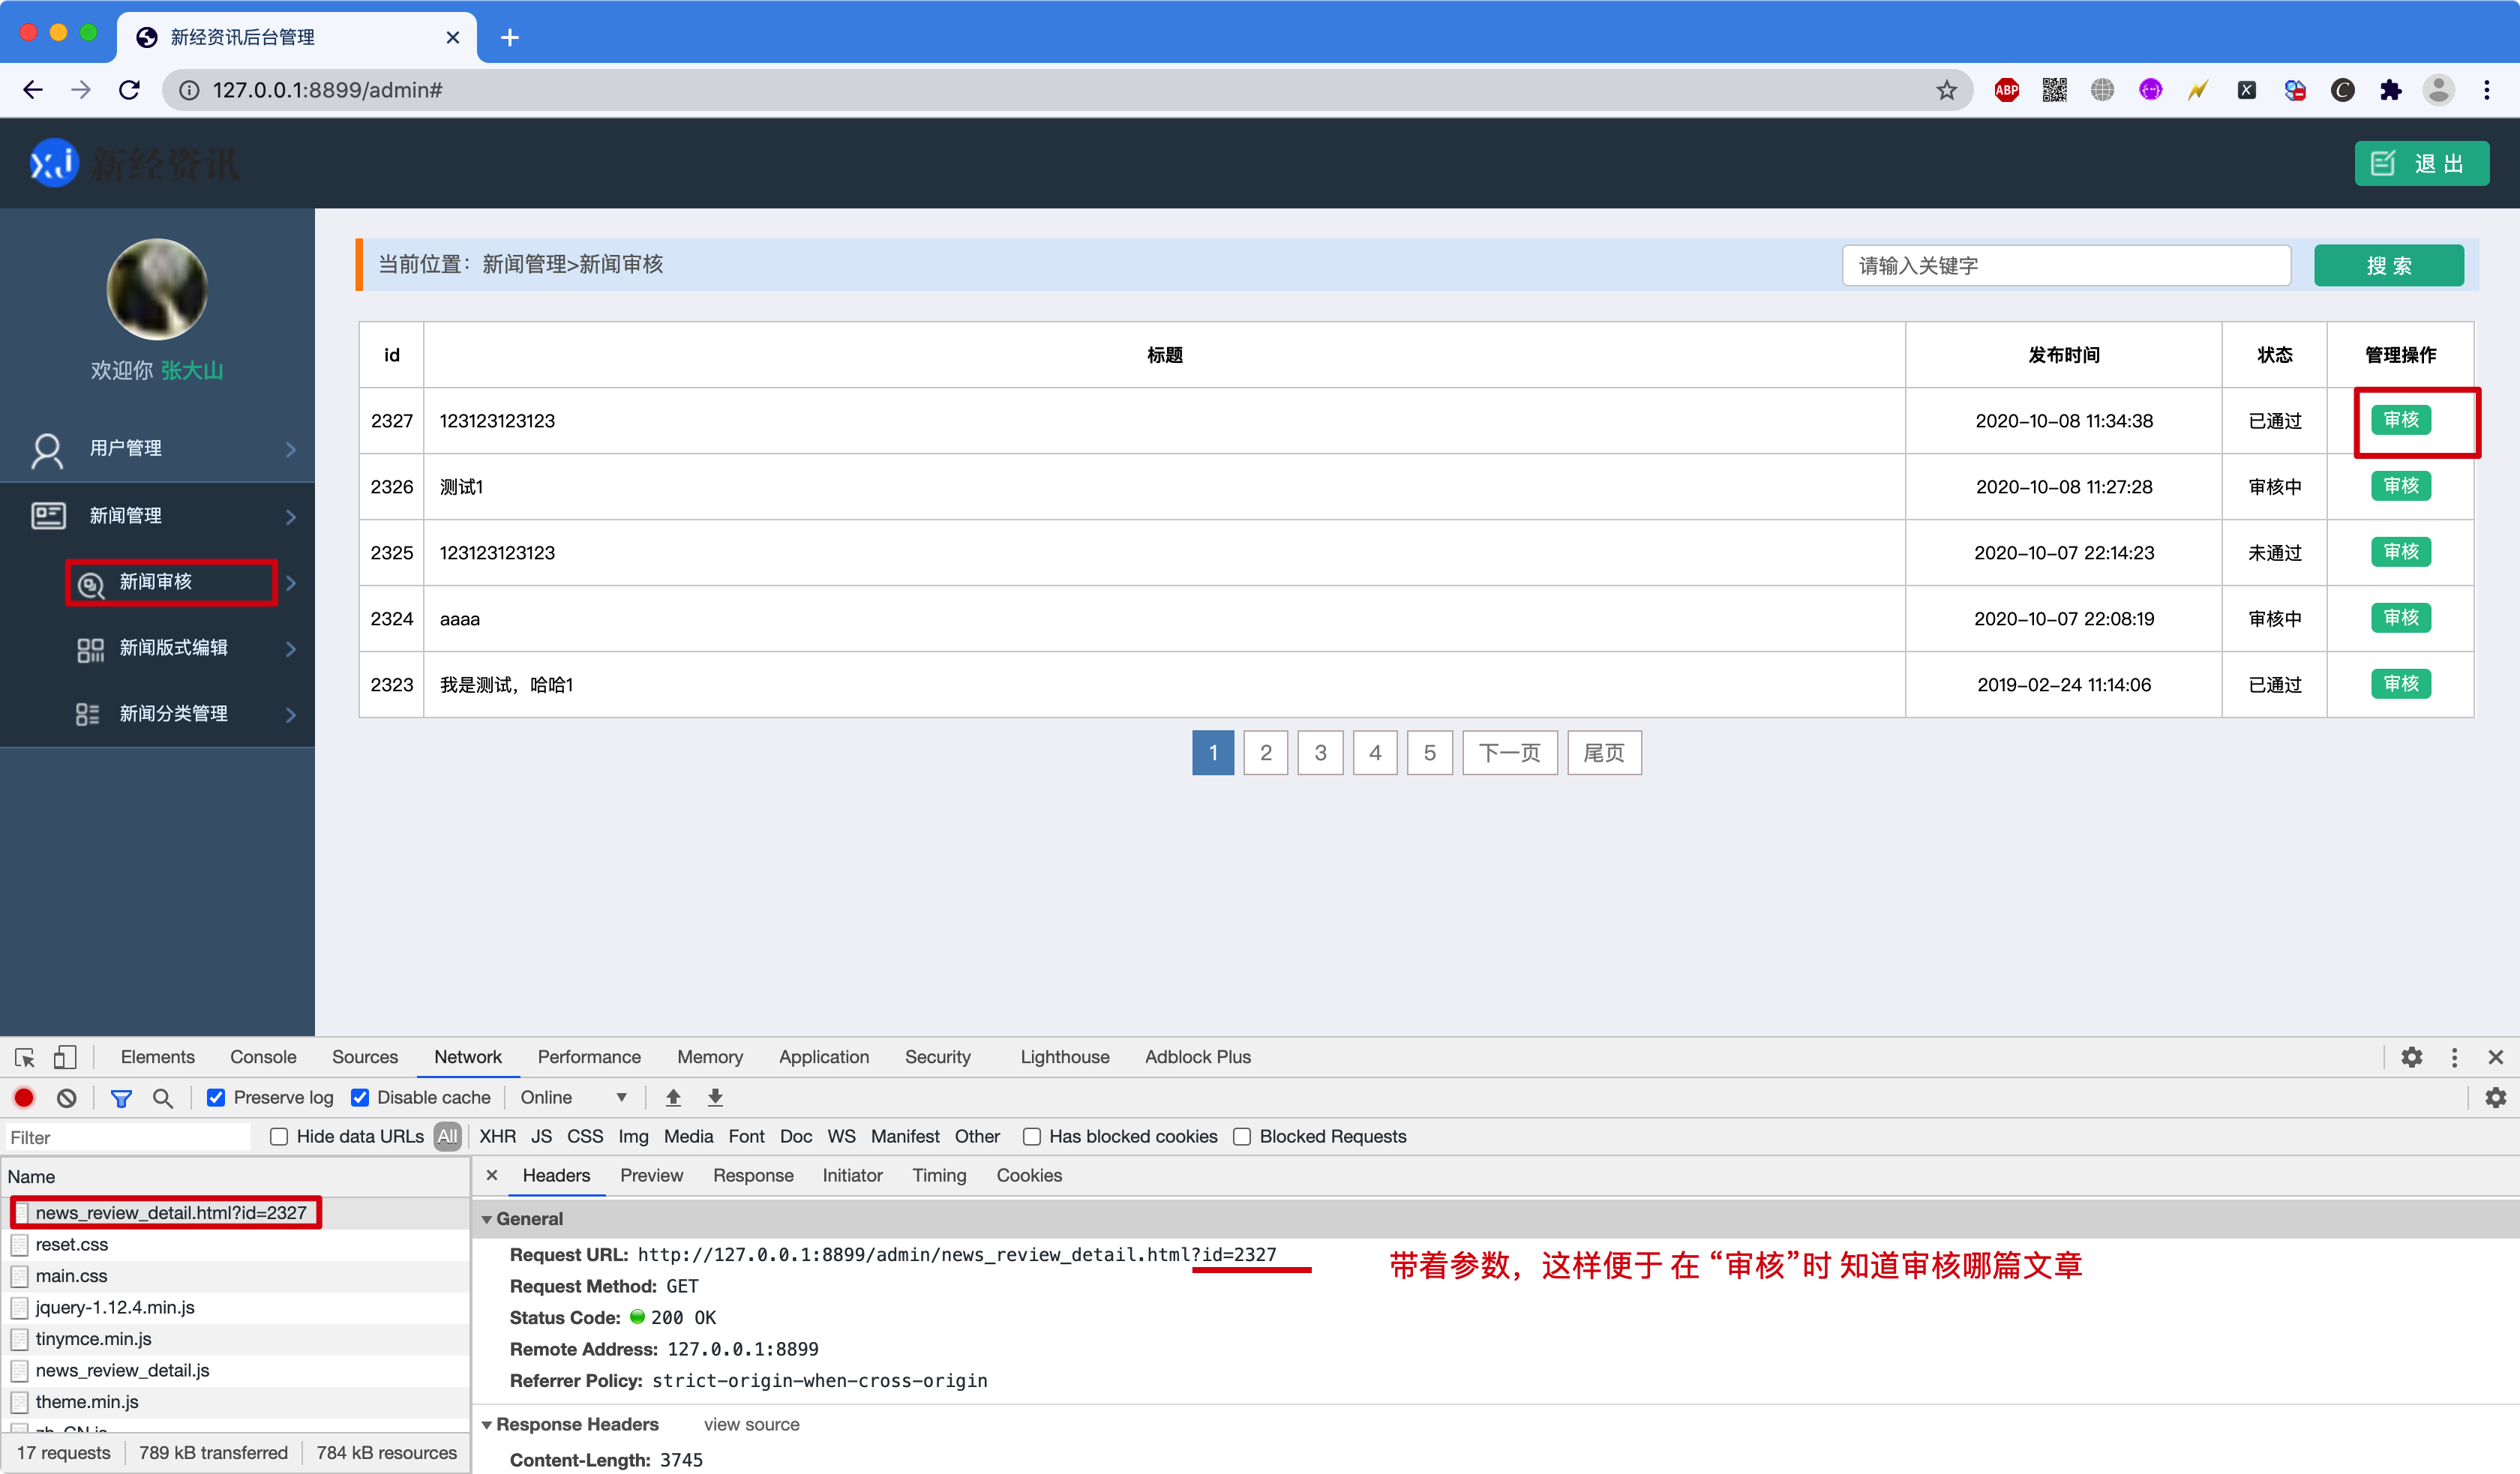 新经资讯后台管理
127.0.0.1:8899/admin#
ABP
新经资讯
退 出
欢迎你 张大山
用户管理
新闻管理
新闻审核
新闻版式编辑
新闻分类管理
当前位置：新闻管理>新闻审核
请输入关键字
搜 索
id 标题 发布时间 状态 管理操作
2327 123123123123 2020-10-08 11:34:38 已通过 审核
2326 测试1 2020-10-08 11:27:28 审核中 审核
2325 123123123123 2020-10-07 22:14:23 未通过 审核
2324 aaaa 2020-10-07 22:08:19 审核中 审核
2323 我是测试，哈哈1 2019-02-24 11:14:06 已通过 审核
1 2 3 4 5 下一页 尾页
Elements Console Sources Network Performance Memory Application Security Lighthouse Adblock Plus
Preserve log Disable cache Online
Filter Hide data URLs All XHR JS CSS Img Media Font Doc WS Manifest Other Has blocked cookies Blocked Requests
Name
news_review_detail.html?id=2327
reset.css
main.css
jquery-1.12.4.min.js
tinymce.min.js
news_review_detail.js
theme.min.js
zh_CN.js
17 requests 789 kB transferred 784 kB resources
Headers Preview Response Initiator Timing Cookies
General
Request URL: http://127.0.0.1:8899/admin/news_review_detail.html?id=2327
带着参数，这样便于 在 “审核”时 知道审核哪篇文章
Request Method: GET
Status Code: 200 OK
Remote Address: 127.0.0.1:8899
Referrer Policy: strict-origin-when-cross-origin
Response Headers view source
Content-Length: 3745